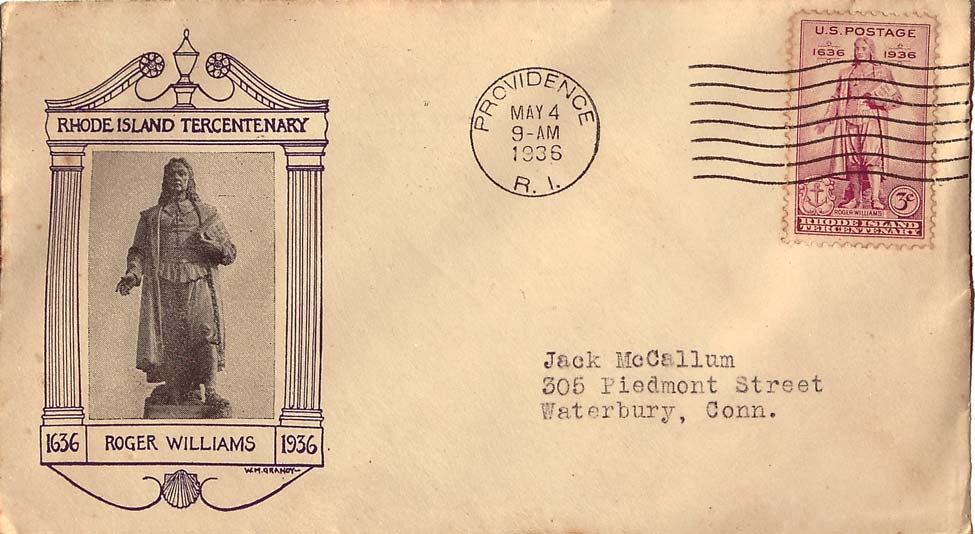 RHODE ISLAND TERCENTENARY
1636 ROGER WILLIAMS 1936
W.M. GRANDY
PROVIDENCE
MAY 4
9-AM
1936
R. I.
U.S. POSTAGE
1636 1936
ROGER WILLIAMS
3¢
RHODE ISLAND
TERCENTENARY
Jack McCallum
305 Piedmont Street
Waterbury, Conn.